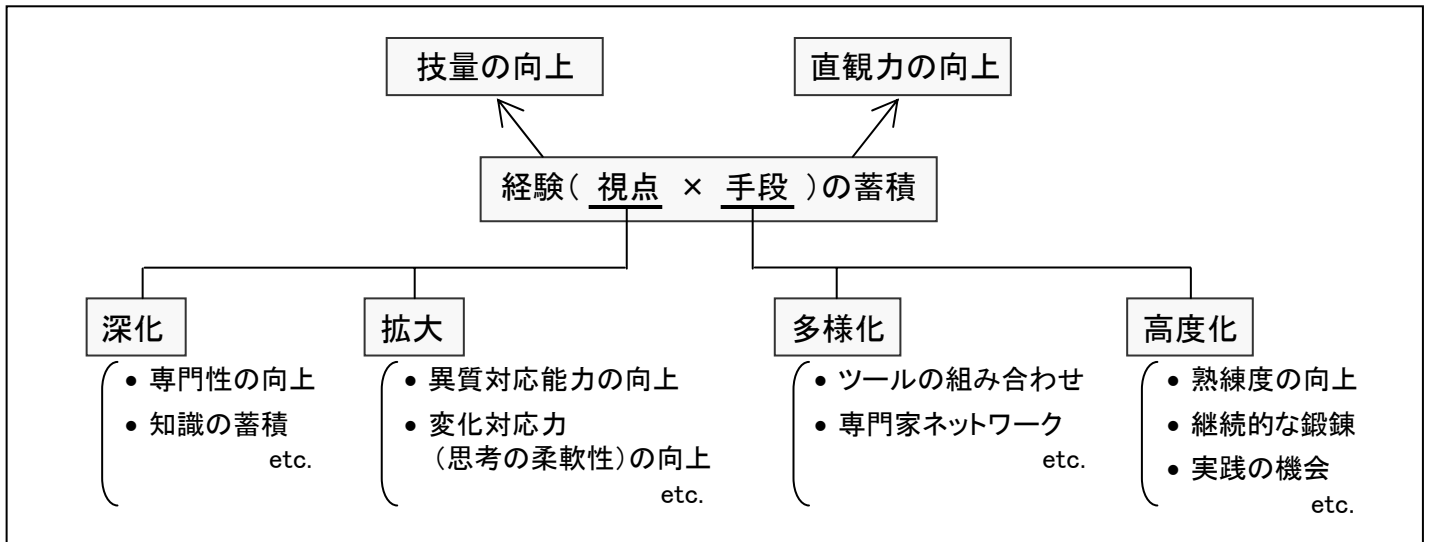 技量の向上
直観力の向上
経験( 視点 × 手段 )の蓄積
深化
• 専門性の向上
• 知識の蓄積
etc.
拡大
• 異質対応能力の向上
• 変化対応力
(思考の柔軟性)の向上
etc.
多様化
• ツールの組み合わせ
• 専門家ネットワーク
etc.
高度化
• 熟練度の向上
• 継続的な鍛錬
• 実践の機会
etc.